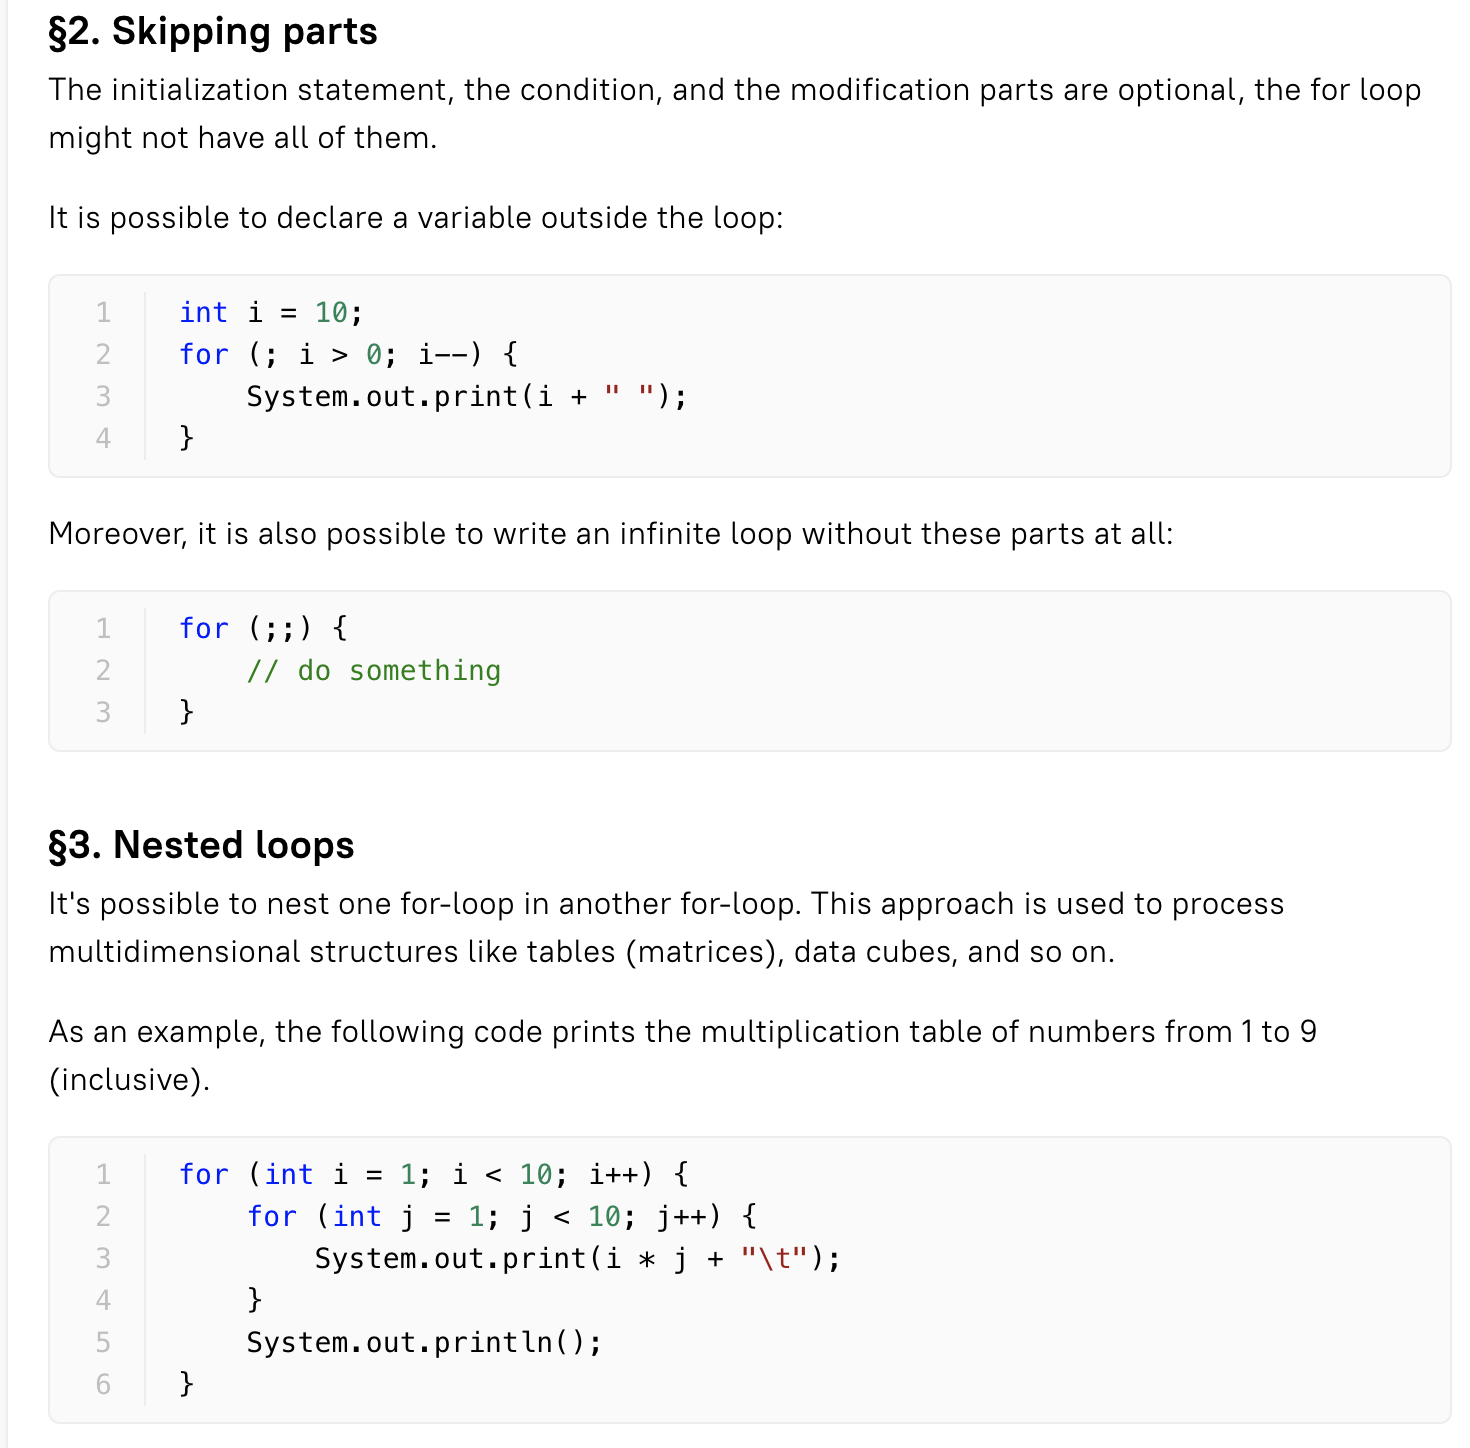 §2. Skipping parts
The initialization statement, the condition, and the modification parts are optional, the for loop
might not have all of them.
It is possible to declare a variable outside the loop:
1 int i = 10;
2 for (; i > 0; i--) {
3     System.out.print(i + " ");
4 }
Moreover, it is also possible to write an infinite loop without these parts at all:
1 for (;;) {
2     // do something
3 }
§3. Nested loops
It's possible to nest one for-loop in another for-loop. This approach is used to process
multidimensional structures like tables (matrices), data cubes, and so on.
As an example, the following code prints the multiplication table of numbers from 1 to 9
(inclusive).
1 for (int i = 1; i < 10; i++) {
2     for (int j = 1; j < 10; j++) {
3         System.out.print(i * j + "\t");
4     }
5     System.out.println();
6 }